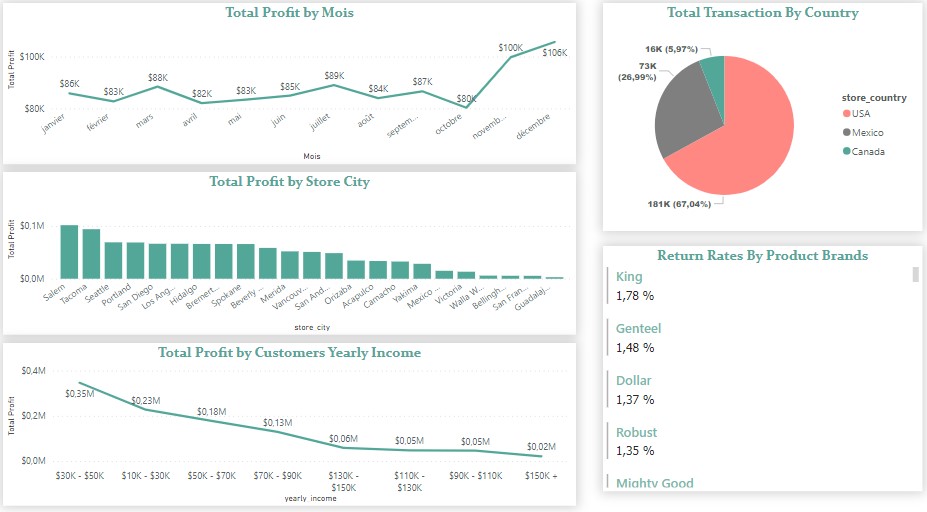 Total Profit by Mois
Total Profit
$100K
$80K
$86K
$83K
$88K
$82K
$83K
$85K
$89K
$84K
$87K
$80K
$100K
$106K
janvier
février
mars
avril
mai
juin
juillet
août
septem...
octobre
novemb...
décembre
Mois
Total Profit by Store City
Total Profit
$0,1M
$0,0M
Salem
Tacoma
Seattle
Portland
San Diego
Los Ang...
Hidalgo
Bremert...
Spokane
Beverly ...
Merida
Vancouv...
San And...
Orizaba
Acapulco
Camacho
Yakima
Mexico ...
Victoria
Walla W...
Bellingh...
San Fran...
Guadalaj...
store_city
Total Profit by Customers Yearly Income
Total Profit
$0,4M
$0,2M
$0,0M
$0,35M
$0,23M
$0,18M
$0,13M
$0,06M
$0,05M
$0,05M
$0,02M
$30K - $50K
$10K - $30K
$50K - $70K
$70K - $90K
$130K -
$150K
$110K -
$130K
$90K - $110K
$150K +
yearly_income
Total Transaction By Country
16K (5,97%)
73K
(26,99%)
181K (67,04%)
store_country
USA
Mexico
Canada
Return Rates By Product Brands
King
1,78 %
Genteel
1,48 %
Dollar
1,37 %
Robust
1,35 %
Mighty Good